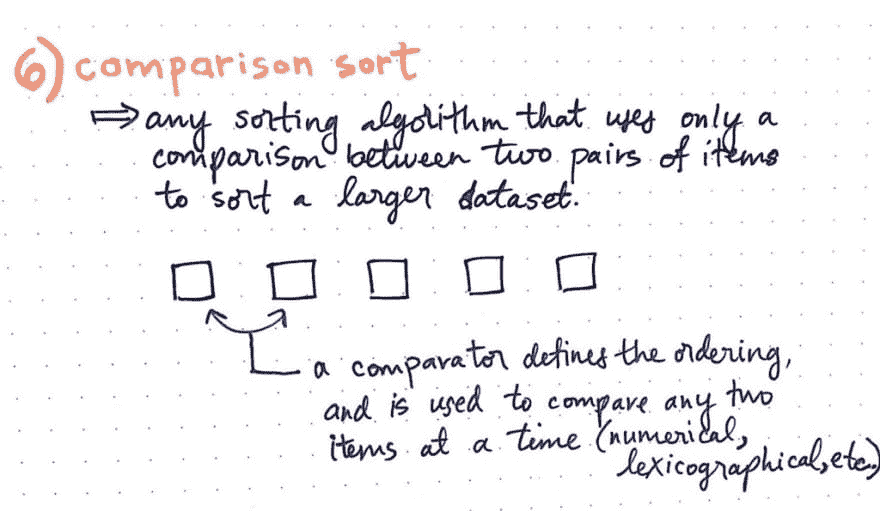 6) comparison sort
⇒ any sorting algorithm that uses only a
comparison between two pairs of items
to sort a larger dataset.
a comparator defines the ordering,
and is used to compare any two
items at a time (numerical,
lexicographical, etc.)